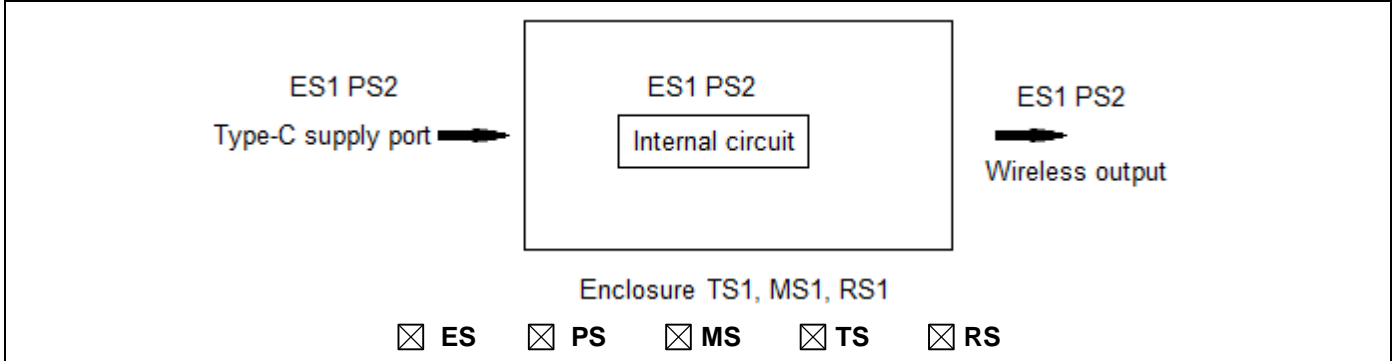 ES1 PS2
Type-C supply port
ES1 PS2
Internal circuit
ES1 PS2
Wireless output
Enclosure TS1, MS1, RS1
☒ ES ☒ PS ☒ MS ☒ TS ☒ RS